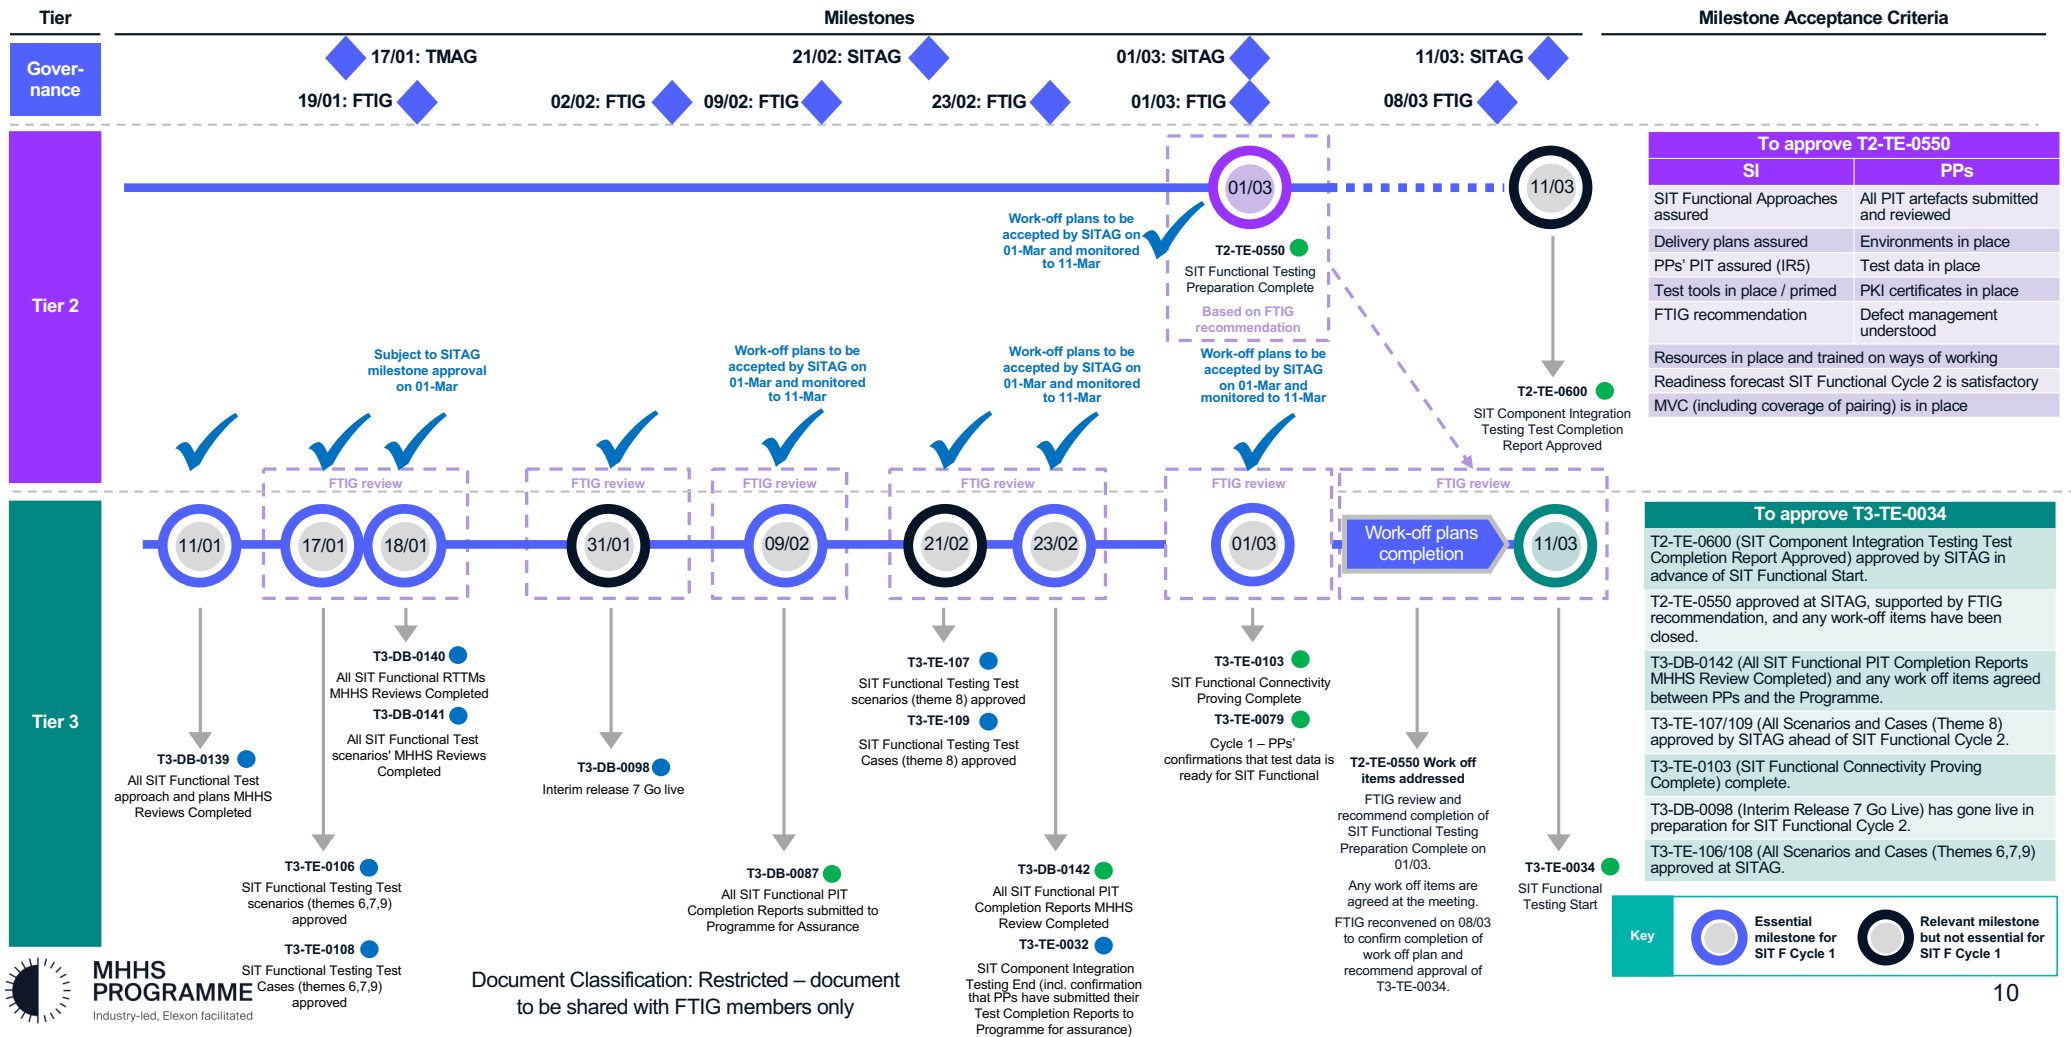 Tier
Milestones
Milestone Acceptance Criteria
Gover-
nance
17/01: TMAG
21/02: SITAG
01/03: SITAG
11/03: SITAG
19/01: FTIG
02/02: FTIG
09/02: FTIG
23/02: FTIG
01/03: FTIG
08/03 FTIG
Tier 2
01/03
11/03
Work-off plans to be
accepted by SITAG on
01-Mar and monitored
to 11-Mar
T2-TE-0550
SIT Functional Testing
Preparation Complete
Based on FTIG
recommendation
T2-TE-0600
SIT Component Integration
Testing Test Completion
Report Approved
Subject to SITAG
milestone approval
on 01-Mar
Work-off plans to be
accepted by SITAG on
01-Mar and monitored
to 11-Mar
Work-off plans to be
accepted by SITAG on
01-Mar and monitored
to 11-Mar
Work-off plans to be
accepted by SITAG
on 01-Mar and
monitored to 11-Mar
To approve T2-TE-0550
SI
PPs
SIT Functional Approaches
assured
All PIT artefacts submitted
and reviewed
Delivery plans assured
Environments in place
PPs' PIT assured (IR5)
Test data in place
Test tools in place / primed
PKI certificates in place
FTIG recommendation
Defect management
understood
Resources in place and trained on ways of working
Readiness forecast SIT Functional Cycle 2 is satisfactory
MVC (including coverage of pairing) is in place
Tier 3
FTIG review
FTIG review
FTIG review
FTIG review
FTIG review
FTIG review
11/01
17/01
18/01
31/01
09/02
21/02
23/02
01/03
Work-off plans
completion
11/03
T3-DB-0139
All SIT Functional Test
approach and plans MHHS
Reviews Completed
T3-DB-0140
All SIT Functional RTTMs
MHHS Reviews Completed
T3-DB-0141
All SIT Functional Test
scenarios' MHHS Reviews
Completed
T3-TE-0106
SIT Functional Testing Test
scenarios (themes 6,7,9)
approved
T3-TE-0108
SIT Functional Testing Test
Cases (themes 6,7,9)
approved
T3-DB-0098
Interim release 7 Go live
T3-DB-0087
All SIT Functional PIT
Completion Reports submitted to
Programme for Assurance
T3-TE-107
SIT Functional Testing Test
scenarios (theme 8) approved
T3-TE-109
SIT Functional Testing Test
Cases (theme 8) approved
T3-DB-0142
All SIT Functional PIT
Completion Reports MHHS
Review Completed
T3-TE-0032
SIT Component Integration
Testing End (incl. confirmation
that PPs have submitted their
Test Completion Reports to
Programme for assurance)
T3-TE-0103
SIT Functional Connectivity
Proving Complete
T3-TE-0079
Cycle 1 – PPs'
confirmations that test data is
ready for SIT Functional
T2-TE-0550 Work off
items addressed
FTIG review and
recommend completion of
SIT Functional Testing
Preparation Complete on
01/03.
Any work off items are
agreed at the meeting.
FTIG reconvened on 08/03
to confirm completion of
work off plan and
recommend approval of
T3-TE-0034.
T3-TE-0034
SIT Functional
Testing Start
To approve T3-TE-0034
T2-TE-0600 (SIT Component Integration Testing Test
Completion Report Approved) approved by SITAG in
advance of SIT Functional Start.
T2-TE-0550 approved at SITAG, supported by FTIG
recommendation, and any work-off items have been
closed.
T3-DB-0142 (All SIT Functional PIT Completion Reports
MHHS Review Completed) and any work off items agreed
between PPs and the Programme.
T3-TE-107/109 (All Scenarios and Cases (Theme 8)
approved by SITAG ahead of SIT Functional Cycle 2.
T3-TE-0103 (SIT Functional Connectivity Proving
Complete) complete.
T3-DB-0098 (Interim Release 7 Go Live) has gone live in
preparation for SIT Functional Cycle 2.
T3-TE-106/108 (All Scenarios and Cases (Themes 6,7,9)
approved at SITAG.
Key
Essential
milestone for
SIT F Cycle 1
Relevant milestone
but not essential for
SIT F Cycle 1
MHHS
PROGRAMME
Industry-led, Elexon facilitated
Document Classification: Restricted – document
to be shared with FTIG members only
10